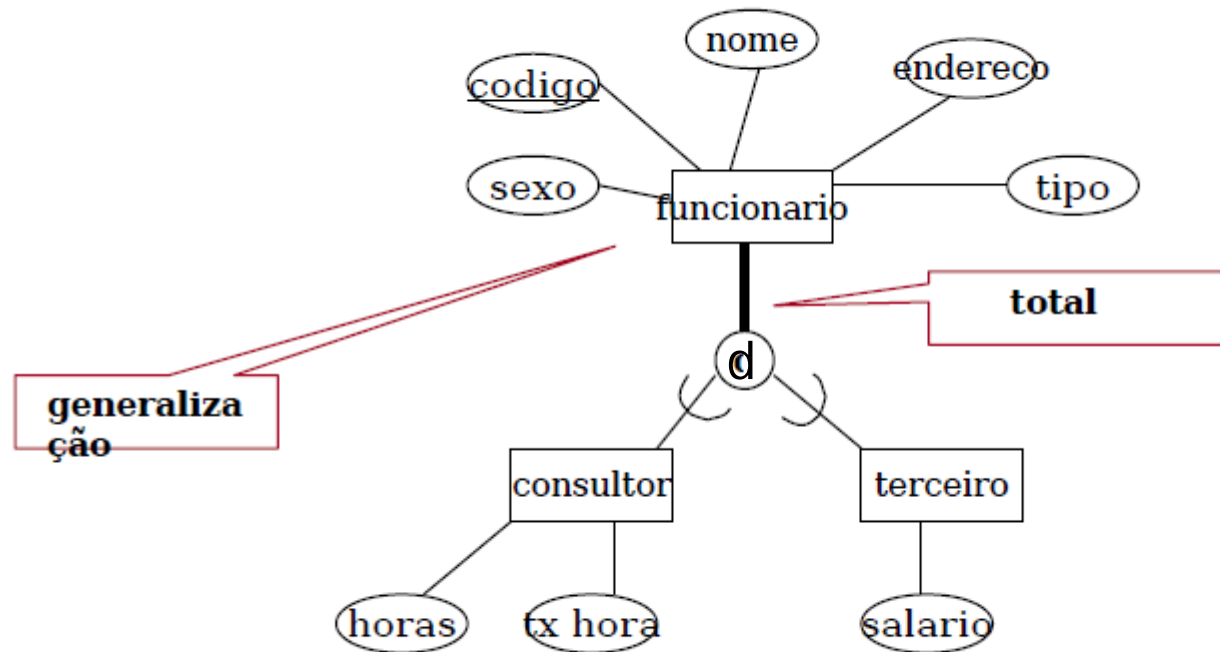 nome
endereco
codigo
sexo
funcionario
tipo
total
d
generaliza
ção
consultor
terceiro
horas
tx hora
salario